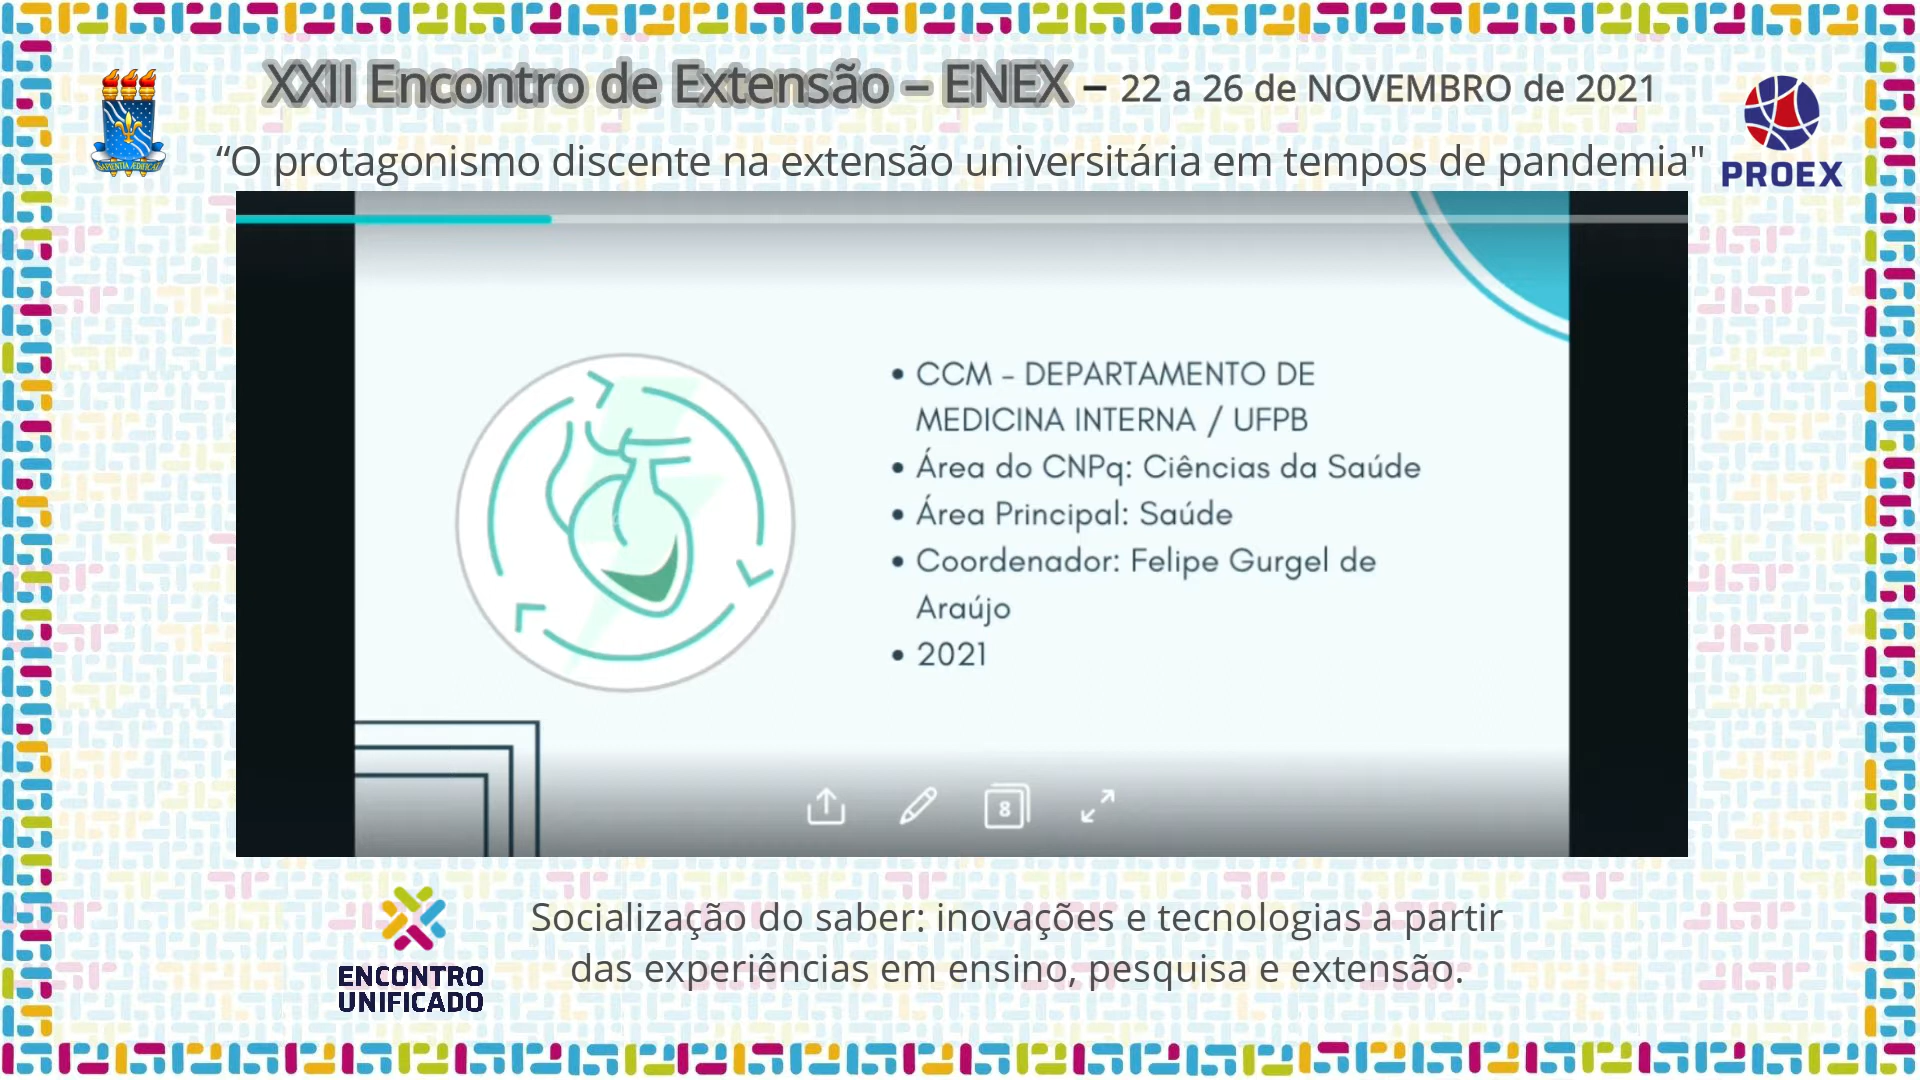 XXII Encontro de Extensão – ENEX – 22 a 26 de NOVEMBRO de 2021
“O protagonismo discente na extensão universitária em tempos de pandemia"
PROEX
• CCM - DEPARTAMENTO DE
MEDICINA INTERNA / UFPB
• Área do CNPq: Ciências da Saúde
• Área Principal: Saúde
• Coordenador: Felipe Gurgel de
Araújo
• 2021
8
Socialização do saber: inovações e tecnologias a partir
das experiências em ensino, pesquisa e extensão.
ENCONTRO
UNIFICADO